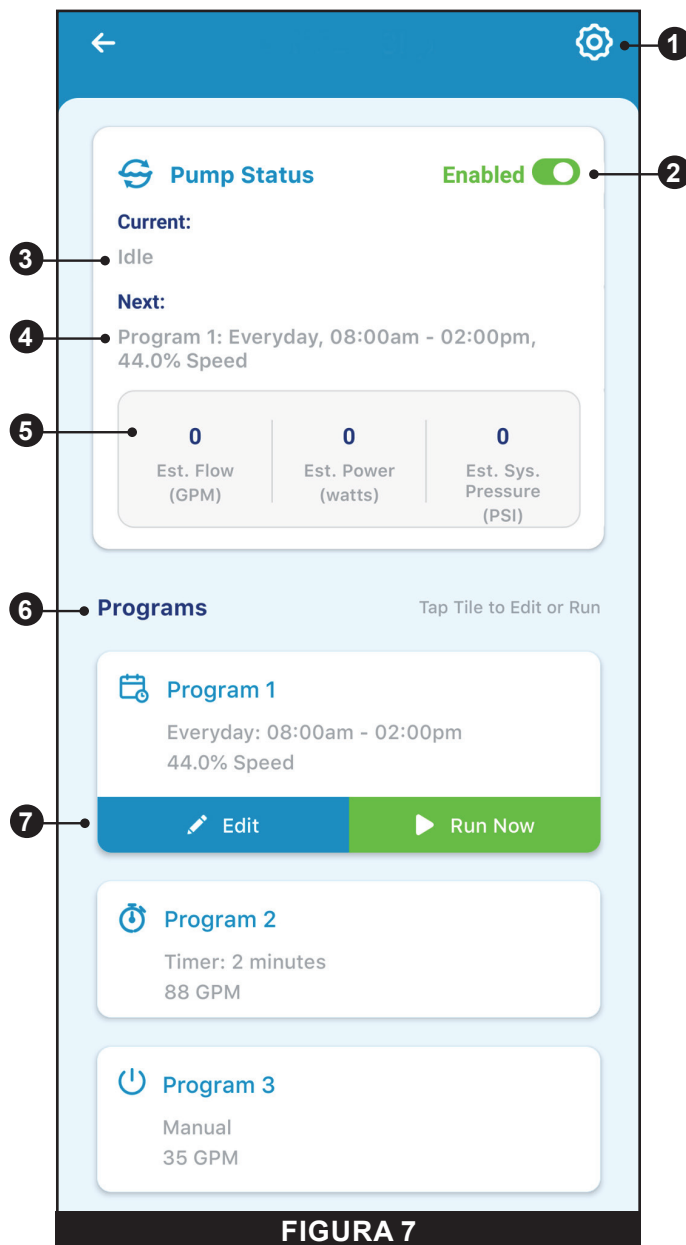 1
Pump Status
Enabled
2
Current:
3
Idle
Next:
4
Program 1: Everyday, 08:00am - 02:00pm,
44.0% Speed
5
0
0
0
Est. Flow
(GPM)
Est. Power
(watts)
Est. Sys.
Pressure
(PSI)
6
Programs
Tap Tile to Edit or Run
Program 1
Everyday: 08:00am - 02:00pm
44.0% Speed
7
Edit
Run Now
Program 2
Timer: 2 minutes
88 GPM
Program 3
Manual
35 GPM
FIGURA 7